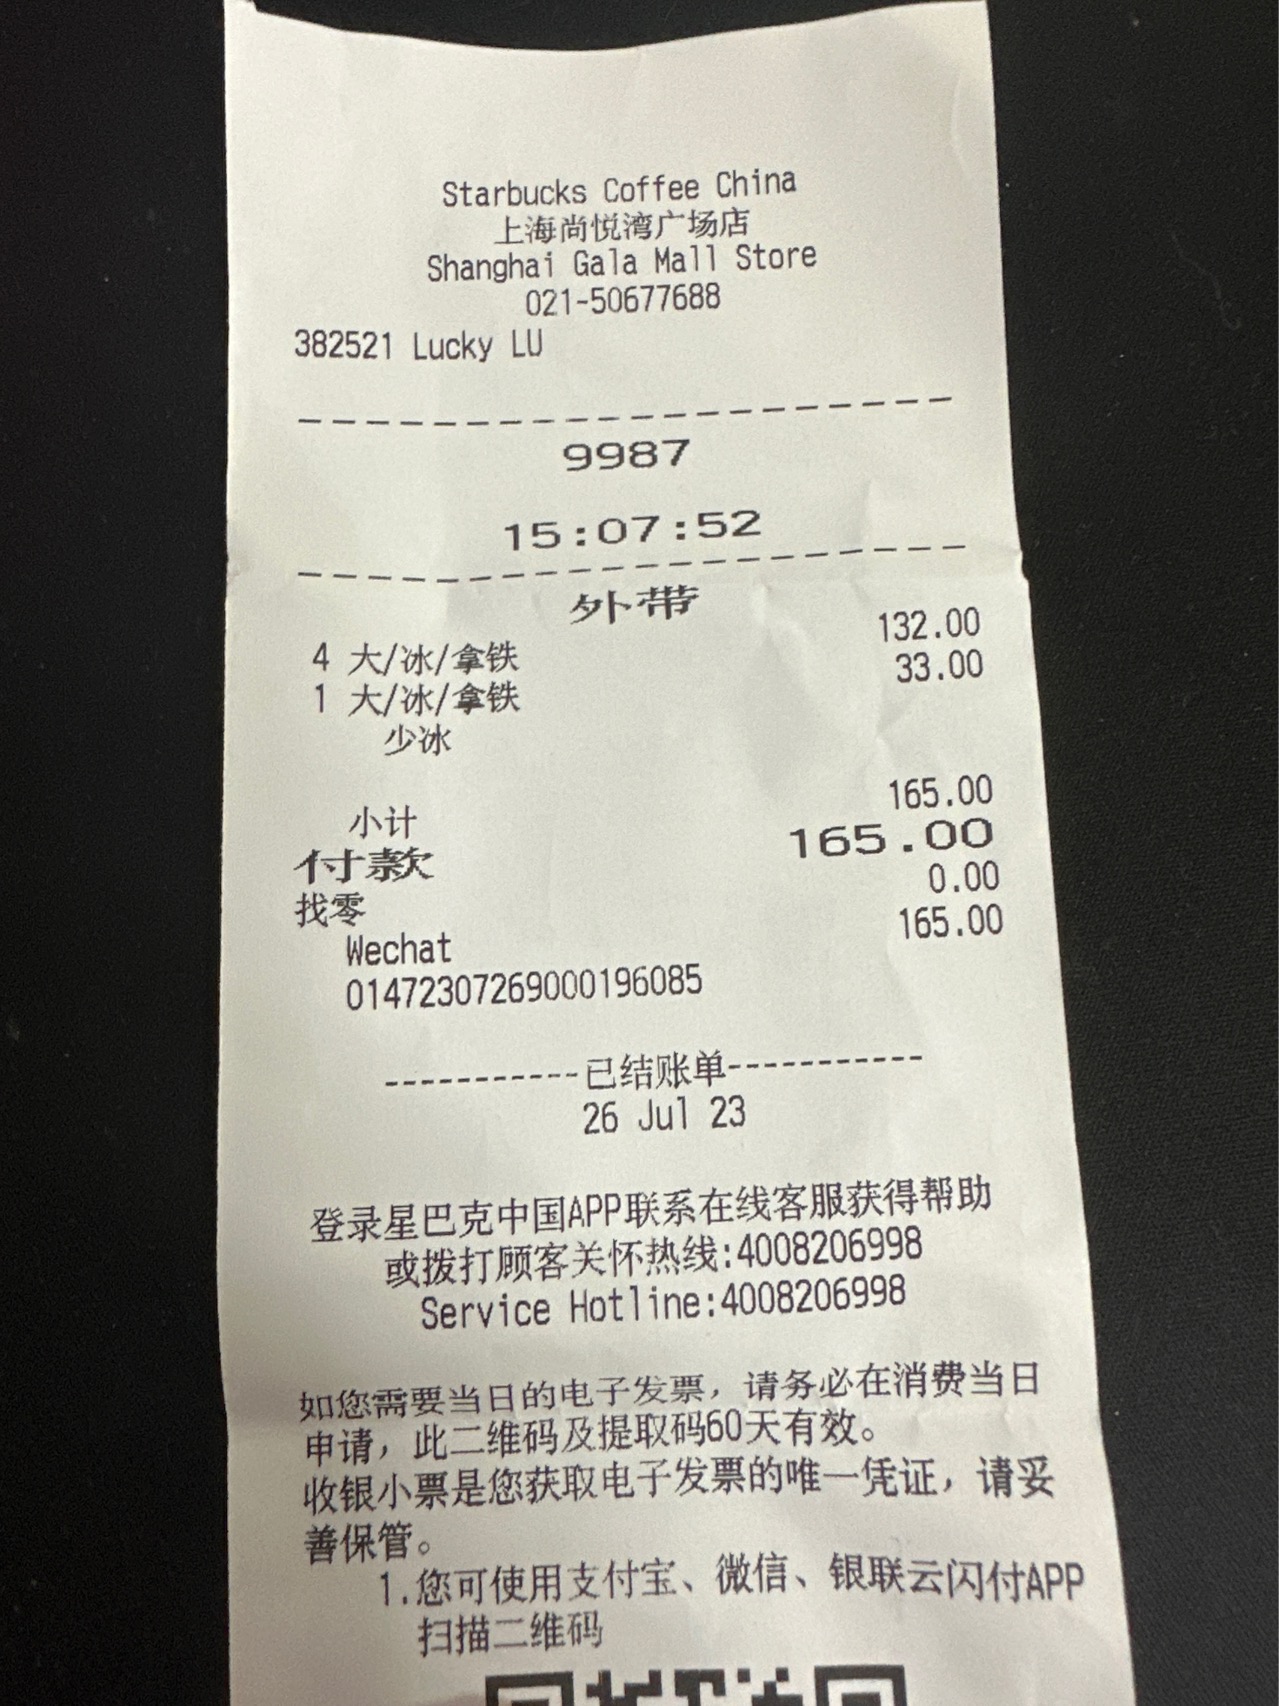 Starbucks Coffee China
上海尚悦湾广场店
Shanghai Gala Mall Store
021-50677688
382521 Lucky LU
9987
15:07:52
外带
4 大/冰/拿铁 132.00
1 大/冰/拿铁 33.00
少冰
小计 165.00
付款 165.00
找零 0.00
Wechat 165.00
01472307269000196085
-----------已结账单-----------
26 Jul 23
登录星巴克中国APP联系在线客服获得帮助
或拨打顾客关怀热线:4008206998
Service Hotline:4008206998
如您需要当日的电子发票，请务必在消费当日
申请，此二维码及提取码60天有效。
收银小票是您获取电子发票的唯一凭证，请妥
善保管。
1.您可使用支付宝、微信、银联云闪付APP
扫描二维码